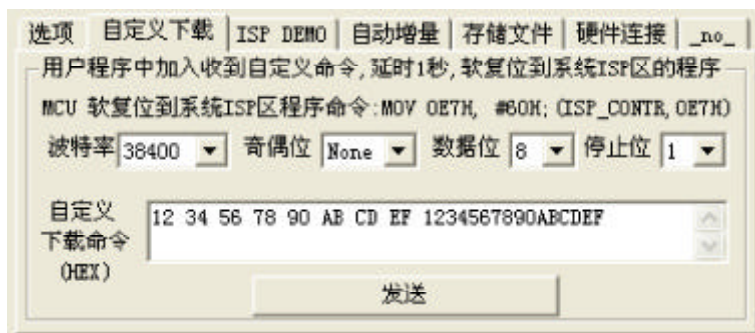 选项 自定义下载 ISP DEMO 自动增量 存储文件 硬件连接 _no_
用户程序中加入收到自定义命令,延时1秒,软复位到系统ISP区的程序
MCU 软复位到系统ISP区程序命令:MOV 0E7H, #60H; (ISP_CONTR,0E7H)
波特率 38400 奇偶位 None 数据位 8 停止位 1
自定义
下载命令
(HEX)
12 34 56 78 90 AB CD EF 1234567890ABCDEF
发送